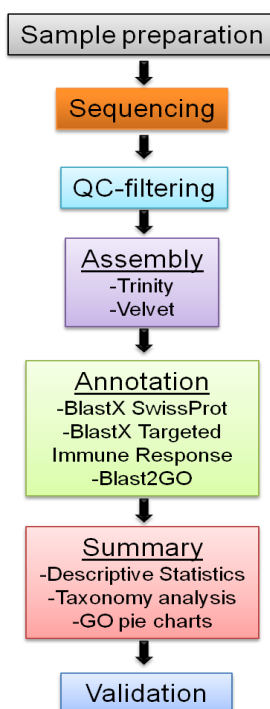 Sample preparation
Sequencing
QC-filtering
Assembly
-Trinity
-Velvet
Annotation
-BlastX SwissProt
-BlastX Targeted
Immune Response
-Blast2GO
Summary
-Descriptive Statistics
-Taxonomy analysis
-GO pie charts
Validation